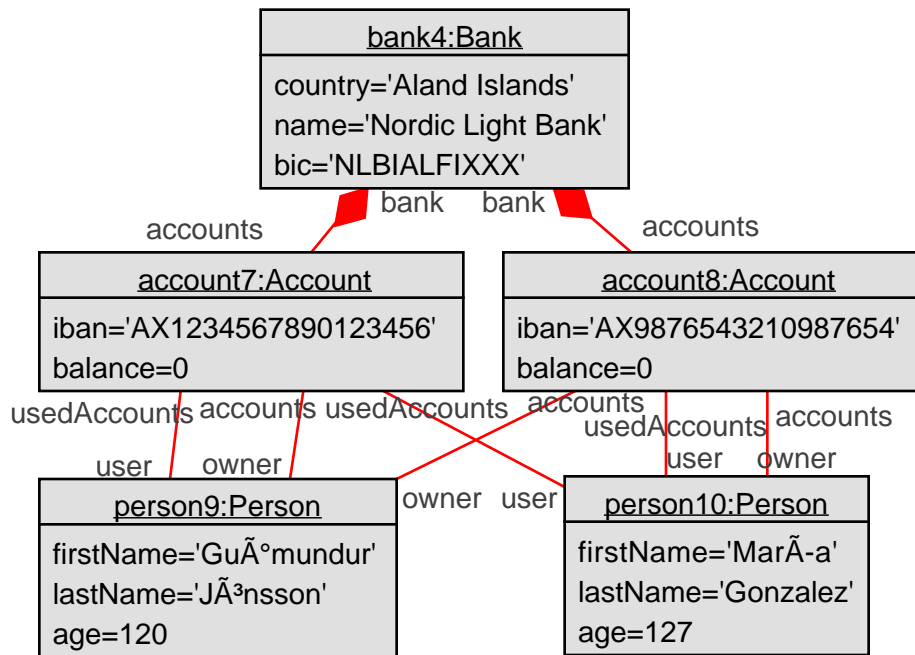 bank4:Bank
country='Aland Islands'
name='Nordic Light Bank'
bic='NLBIALFIXXX'
bank bank
accounts accounts
account7:Account
iban='AX1234567890123456'
balance=0
account8:Account
iban='AX9876543210987654'
balance=0
usedAccounts accounts usedAccounts accounts usedAccounts accounts
user owner owner user user owner
person9:Person
firstName='GuÃ°mundur'
lastName='JÃ³nsson'
age=120
person10:Person
firstName='MarÃ-a'
lastName='Gonzalez'
age=127